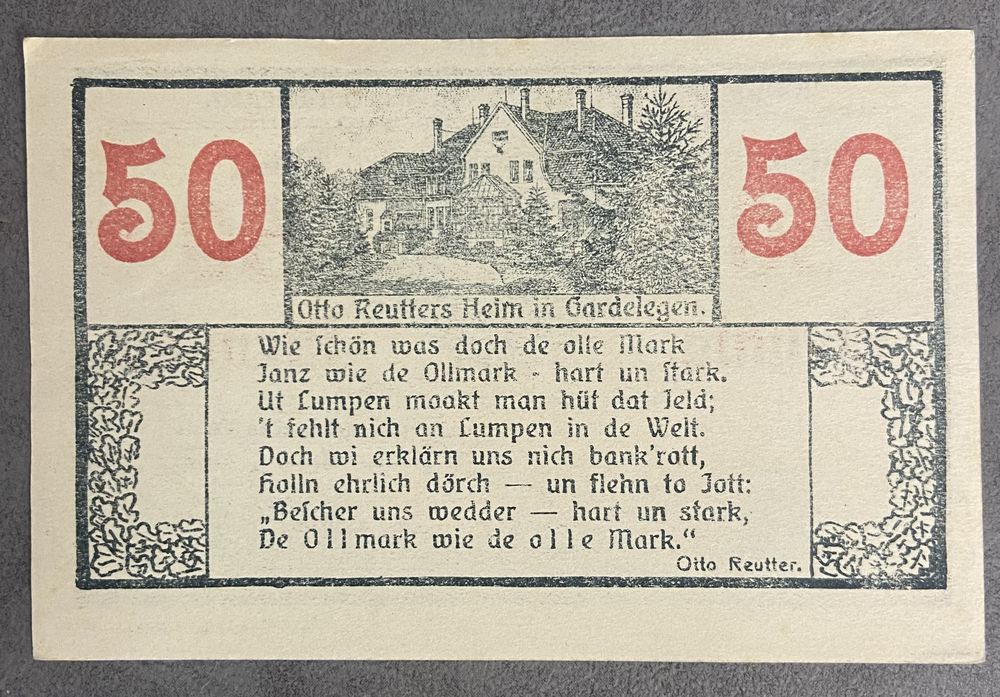 50
50
Otto Reutters Heim in Gardelegen.
Wie schön was doch de olle Mark
Janz wie de Ollmark - hart un stark.
Ut Lumpen moakt man hüt dat Jeld;
't fehlt nich an Lumpen in de Welt.
Doch wi erklärn uns nich bank'rott,
Holln ehrlich dörch — un flehn to Jott:
„Bescher uns wedder — hart un stark,
De Ollmark wie de olle Mark.“
Otto Reutter.